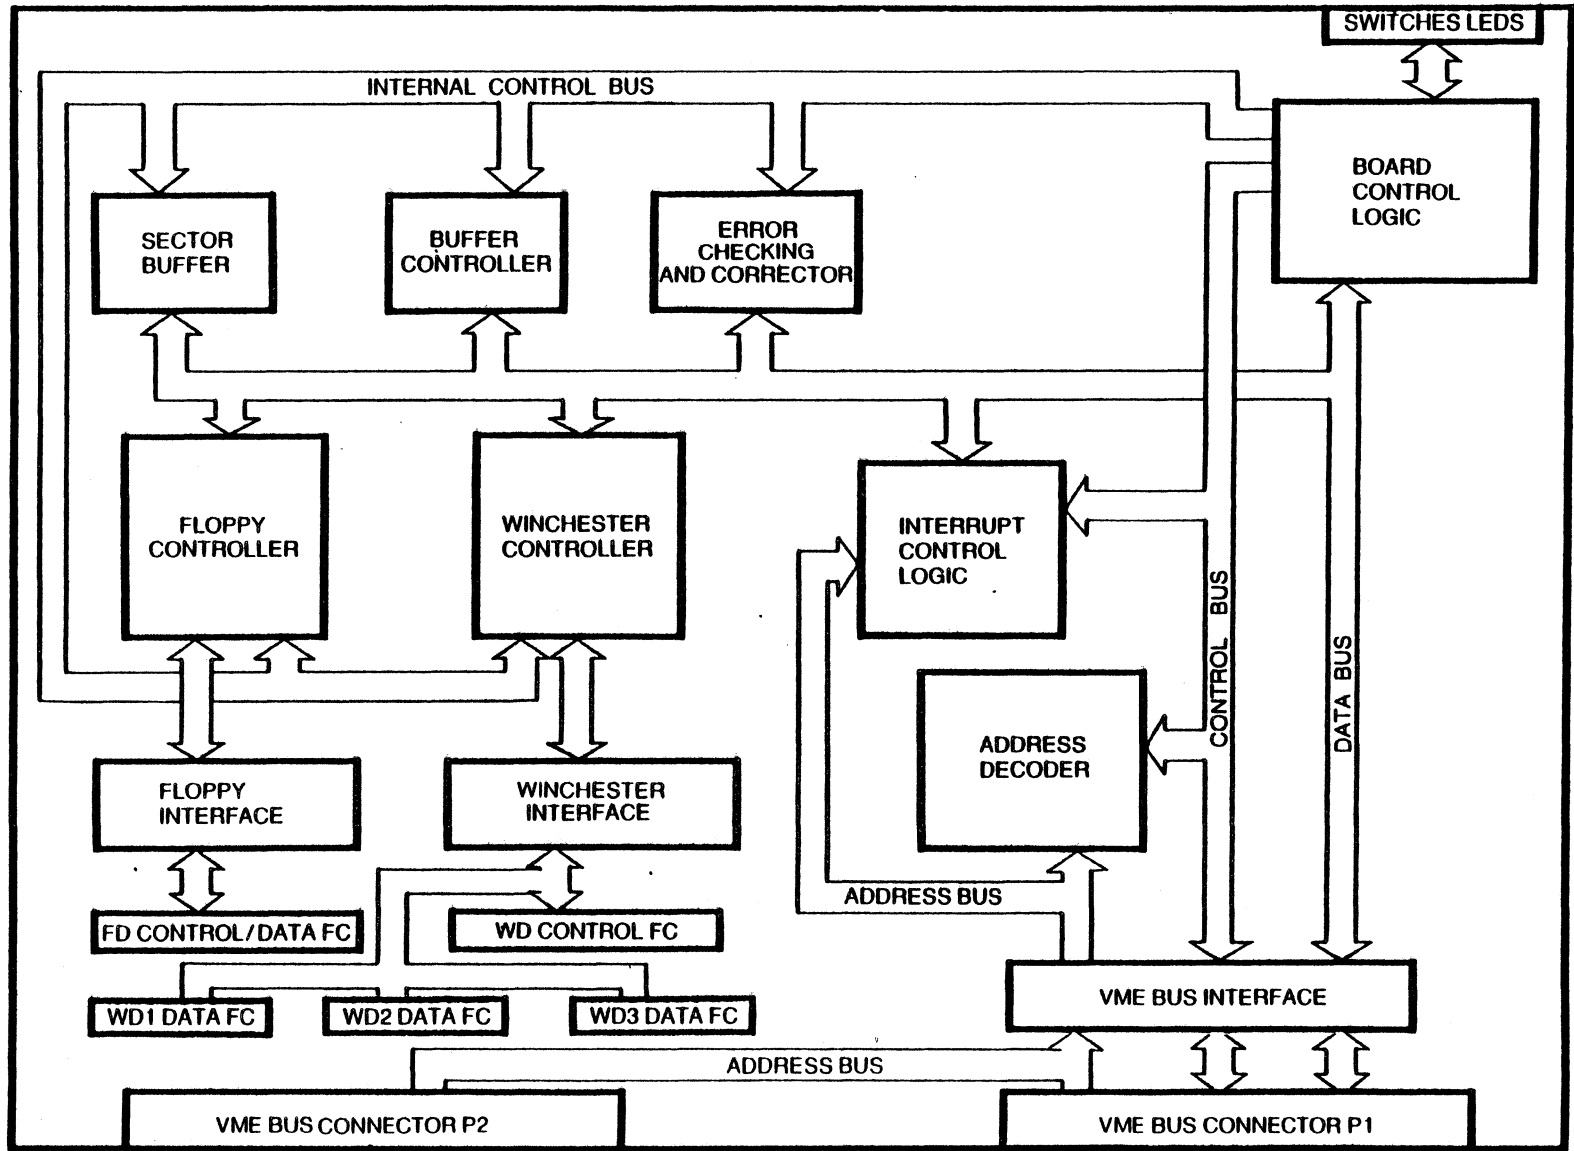 SWITCHES LEDS
INTERNAL CONTROL BUS
BOARD
CONTROL
LOGIC
SECTOR
BUFFER
BUFFER
CONTROLLER
ERROR
CHECKING
AND CORRECTOR
FLOPPY
CONTROLLER
WINCHESTER
CONTROLLER
INTERRUPT
CONTROL
LOGIC
CONTROL BUS
DATA BUS
ADDRESS
DECODER
FLOPPY
INTERFACE
WINCHESTER
INTERFACE
ADDRESS BUS
FD CONTROL/DATA FC
WD CONTROL FC
WD1 DATA FC
WD2 DATA FC
WD3 DATA FC
VME BUS INTERFACE
ADDRESS BUS
VME BUS CONNECTOR P2
VME BUS CONNECTOR P1